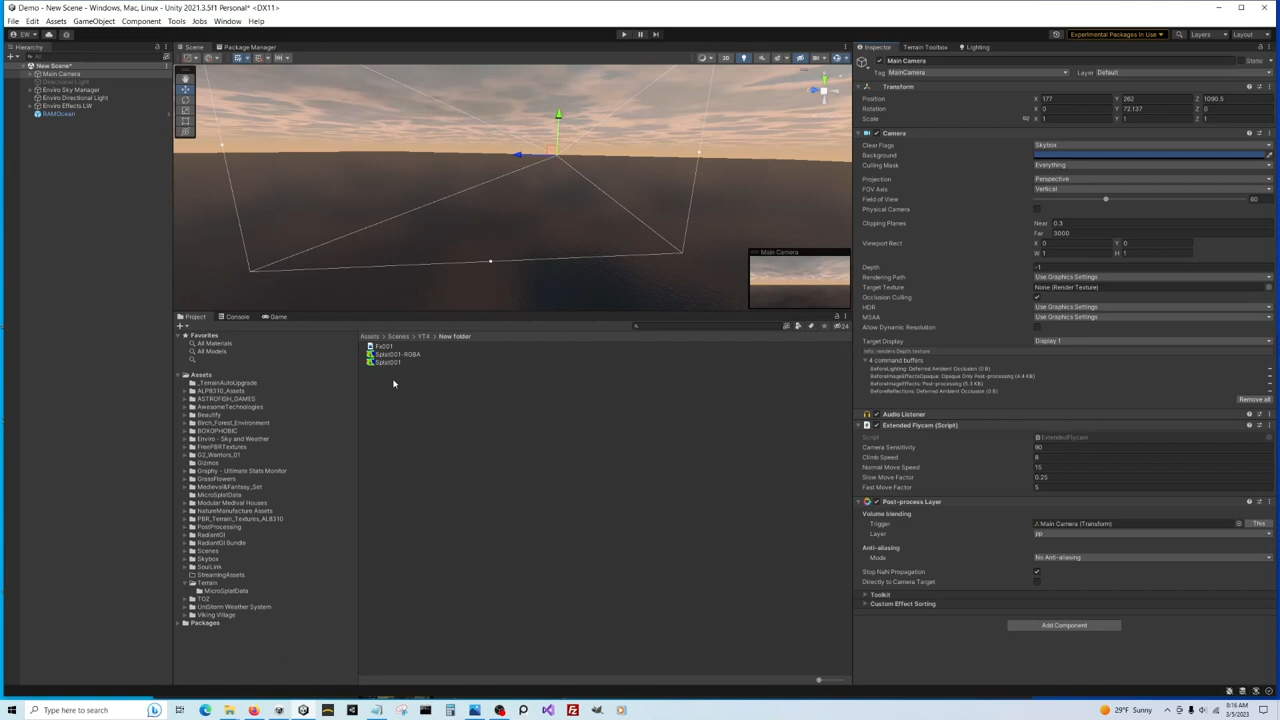 Demo - New Scene - Windows, Mac, Linux - Unity 2021.3.5f1 Personal* <DX11>
File Edit Assets GameObject Component Tools Jobs Window Help
EW
Experimental Packages In Use
Layers
Layout
Hierarchy
Scene
Package Manager
Inspector
Terrain Toolbox
Lighting
All
2D
New Scene*
Main Camera
Directional Light
Enviro Sky Manager
Enviro Directional Light
Enviro Effects LW
RAMOcean
Main Camera
Project
Console
Game
24
Favorites
All Materials
All Models
Assets
_TerrainAutoUpgrade
ALP8310_Assets
ASTROFISH_GAMES
AwesomeTechnologies
Beautify
Birch_Forest_Environment
BOXOPHOBIC
Enviro - Sky and Weather
FreePBRTextures
G2_Warriors_01
Gizmos
Graphy - Ultimate Stats Monitor
GrassFlowers
Medieval&Fantasy_Set
MicroSplatData
Modular Medival Houses
NatureManufacture Assets
PBR_Terrain_Textures_AL8310
PostProcessing
RadiantGI
RadiantGI Bundle
Scenes
Skybox
SoulLink
StreamingAssets
Terrain
MicroSplatData
TOZ
UniStorm Weather System
Viking Village
Packages
Assets Scenes YT4 New folder
Fx001
Splat001-RGBA
Splat001
Main Camera
Static
Tag MainCamera Layer Default
Transform
Position X 177 Y 262 Z 1090.5
Rotation X 0 Y 72.137 Z 0
Scale X 1 Y 1 Z 1
Camera
Clear Flags Skybox
Background
Culling Mask Everything
Projection Perspective
FOV Axis Vertical
Field of View 60
Physical Camera
Clipping Planes Near 0.3
Far 3000
Viewport Rect X 0 Y 0
W 1 H 1
Depth -1
Rendering Path Use Graphics Settings
Target Texture None (Render Texture)
Occlusion Culling
HDR Use Graphics Settings
MSAA Use Graphics Settings
Allow Dynamic Resolution
Target Display Display 1
Info: renders Depth texture
4 command buffers
BeforeLighting: Deferred Ambient Occlusion (0 B)
BeforeImageEffectsOpaque: Opaque Only Post-processing (4.4 KB)
BeforeImageEffects: Post-processing (5.3 KB)
BeforeReflections: Deferred Ambient Occlusion (0 B)
Remove all
Audio Listener
Extended Flycam (Script)
Script ExtendedFlycam
Camera Sensitivity 90
Climb Speed 8
Normal Move Speed 15
Slow Move Factor 0.25
Fast Move Factor 5
Post-process Layer
Volume blending
Trigger Main Camera (Transform) This
Layer pp
Anti-aliasing
Mode No Anti-aliasing
Stop NaN Propagation
Directly to Camera Target
Toolkit
Custom Effect Sorting
Add Component
Type here to search
29°F Sunny
8:16 AM
3/5/2023